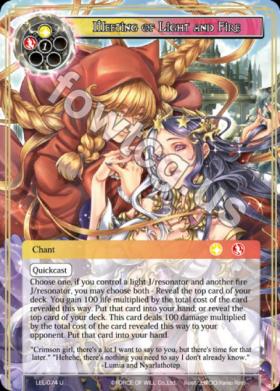 Meeting of Light and Fire
1
fowlsans
Chant
Quickcast
Choose one, if you control a light J/resonator and another fire
J/resonator, you may choose both - Reveal the top card of your
deck. You gain 100 life multiplied by the total cost of the card
revealed this way. Put that card into your hand; or reveal the
top card of your deck. This card deals 100 damage multiplied
by the total cost of the card revealed this way. Put that card
into your hand.
"Crimson girl, there's a lot I want to say to you, but there's time for that
later." "Hehehe, there's nothing you need to say I don't already know."
-Lumia and Nyarlathotep
LEL-074 U
©FORCE OF WILL Co.,Ltd.